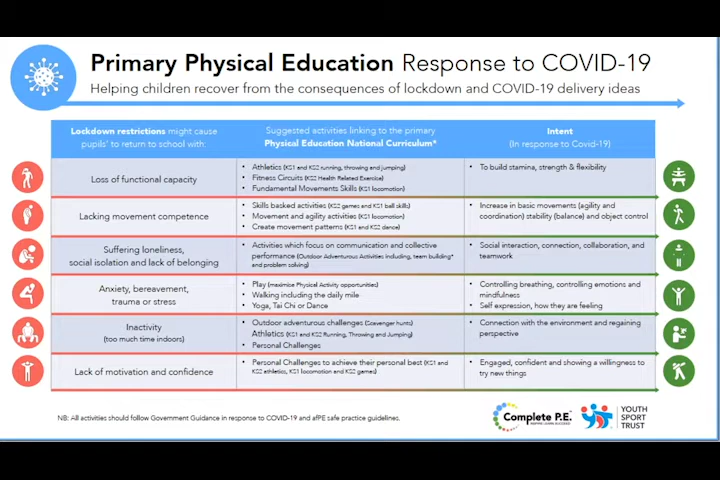 Primary Physical Education Response to COVID-19
Helping children recover from the consequences of lockdown and COVID-19 delivery ideas
Lockdown restrictions might cause
pupils' to return to school with:
Suggested activities linking to the primary
Physical Education National Curriculum*
Intent
(In response to Covid-19)
Loss of functional capacity
• Athletics (KS1 and KS2 running, throwing and jumping)
• Fitness Circuits (KS2 Health Related Exercise)
• Fundamental Movements Skills (KS1 locomotion)
• To build stamina, strength & flexibility
Lacking movement competence
• Skills basked activities (KS2 games and KS1 ball skills)
• Movement and agility activities (KS1 locomotion)
• Create movement patterns (KS1 and KS2 dance)
• Increase in basic movements (agility and
coordination) stability (balance) and object control
Suffering loneliness,
social isolation and lack of belonging
• Activities which focus on communication and collective
performance (Outdoor Adventurous Activities including, team building*
and problem solving)
• Social interaction, connection, collaboration, and
teamwork
Anxiety, bereavement,
trauma or stress
• Play (maximise Physical Activity opportunities)
• Walking including the daily mile
• Yoga, Tai Chi or Dance
• Controlling breathing, controlling emotions and
mindfulness
• Self expression, how they are feeling
Inactivity
(too much time indoors)
• Outdoor adventurous challenges (Scavenger hunts)
Athletics (KS1 and KS2 Running, Throwing and Jumping)
• Personal Challenges
• Connection with the environment and regaining
perspective
Lack of motivation and confidence
• Personal Challenges to achieve their personal best (KS1 and
KS2 athletics, KS1 locomotion and KS2 games)
• Engaged, confident and showing a willingness to
try new things
NB: All activities should follow Government Guidance in response to COVID-19 and afPE safe practice guidelines.
Complete P.E.
YOUTH
SPORT
TRUST